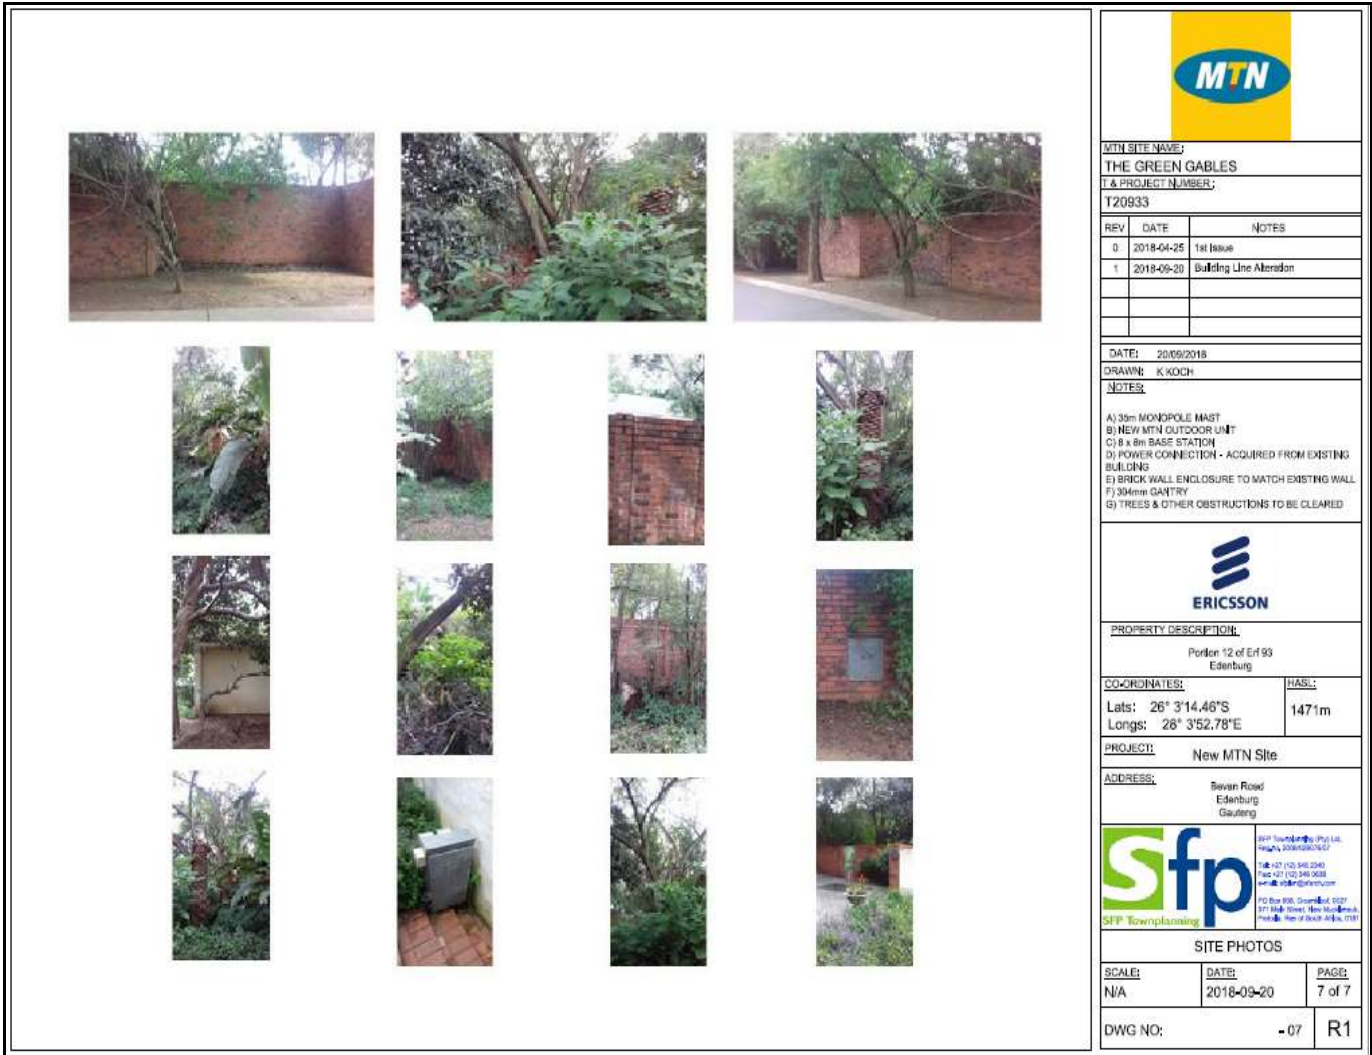 MTN
MTN SITE NAME:
THE GREEN GABLES
T & PROJECT NUMBER:
T20933
REV DATE NOTES
0 2018-04-25 1st Issue
1 2018-09-20 Building Line Alteration
DATE: 20/09/2018
DRAWN: K KOCH
NOTES:
A) 35m MONOPOLE MAST
B) NEW MTN OUTDOOR UNIT
C) 8 x 8m BASE STATION
D) POWER CONNECTION - ACQUIRED FROM EXISTING
BUILDING
E) BRICK WALL ENCLOSURE TO MATCH EXISTING WALL
F) 304mm GANTRY
G) TREES & OTHER OBSTRUCTIONS TO BE CLEARED
ERICSSON
PROPERTY DESCRIPTION:
Portion 12 of Erf 93
Edenburg
CO-ORDINATES: HASL:
Lats: 26° 3'14.46"S
1471m
Longs: 28° 3'52.78"E
PROJECT: New MTN Site
ADDRESS:
Bevan Road
Edenburg
Gauteng
Sfp
SFP Townplanning
SFP Townplanning (Pty) Ltd.
SITE PHOTOS
SCALE: DATE: PAGE:
N/A 2018-09-20 7 of 7
DWG NO: - 07 R1